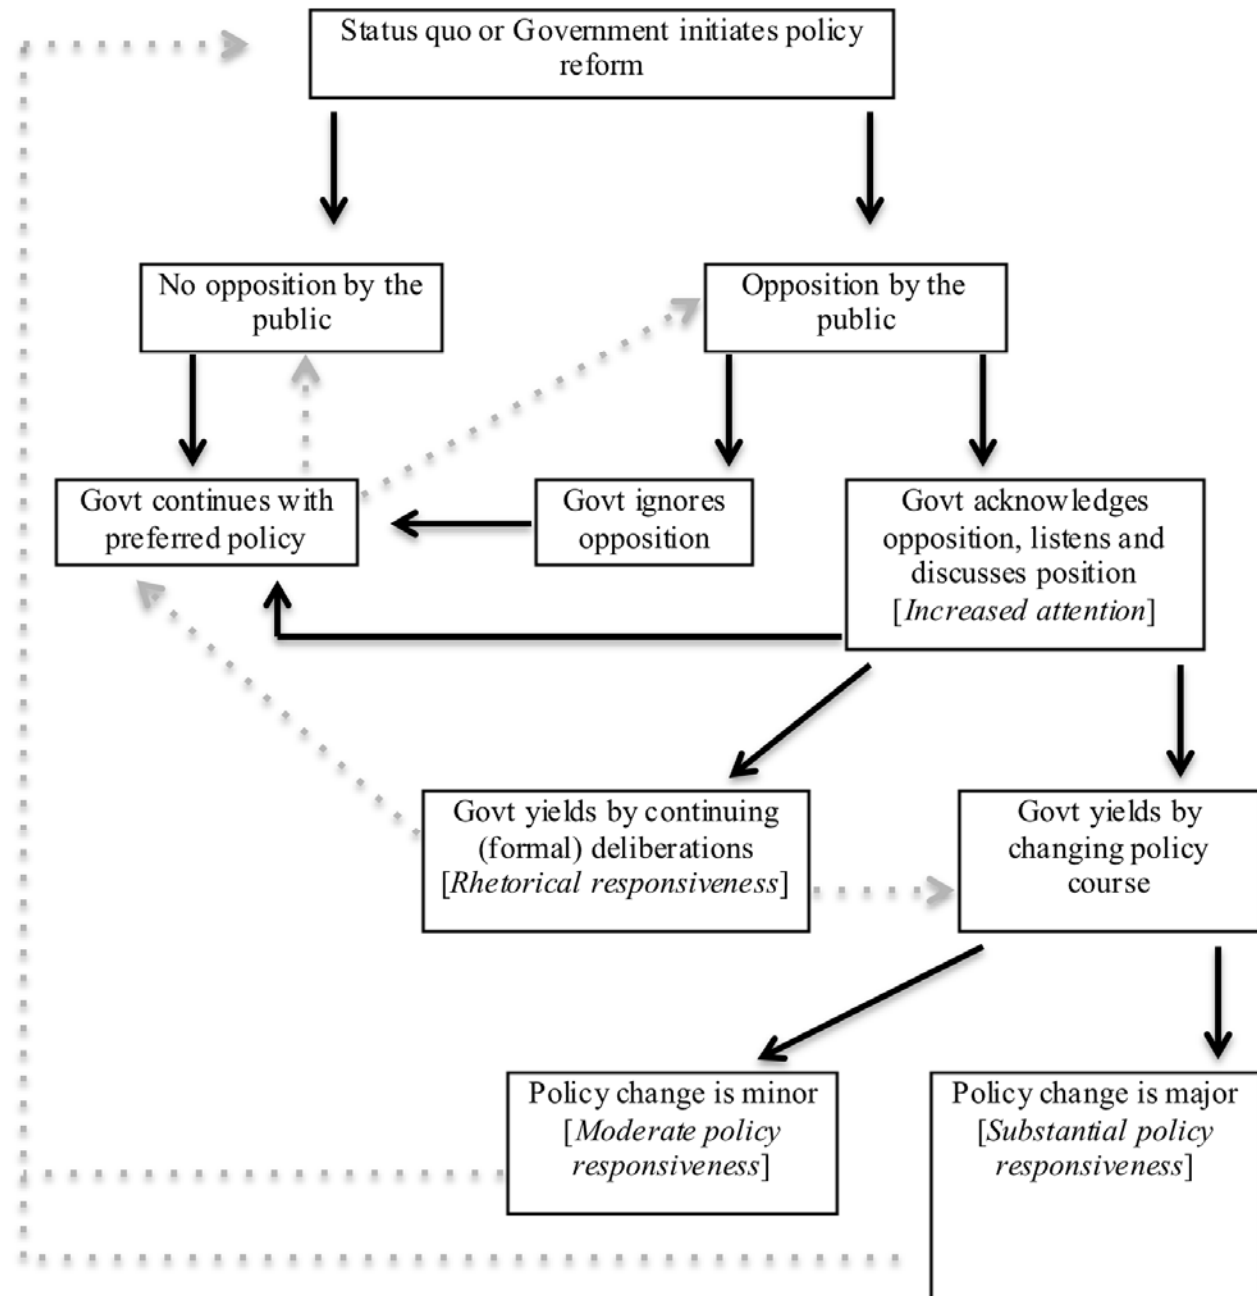 Status quo or Government initiates policy
reform
No opposition by the
public
Opposition by the
public
Govt continues with
preferred policy
Govt ignores
opposition
Govt acknowledges
opposition, listens and
discusses position
[Increased attention]
Govt yields by continuing
(formal) deliberations
[Rhetorical responsiveness]
Govt yields by
changing policy
course
Policy change is minor
[Moderate policy
responsiveness]
Policy change is major
[Substantial policy
responsiveness]